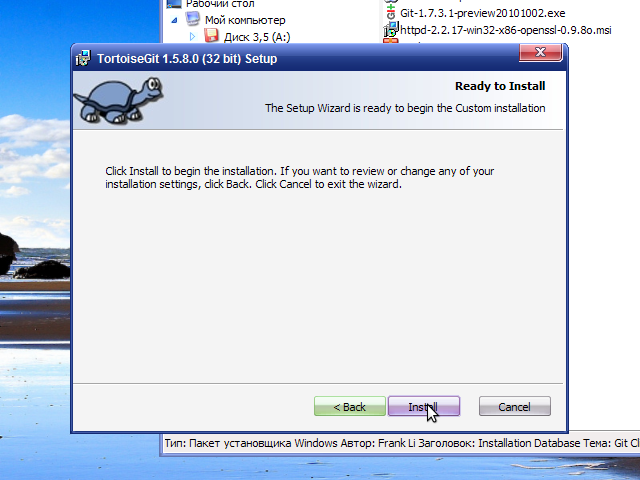 Рабочий стол
Мой компьютер
Диск 3,5 (A:)
Git-1.7.3.1-preview20101002.exe
httpd-2.2.17-win32-x86-openssl-0.9.8o.msi
TortoiseGit 1.5.8.0 (32 bit) Setup
Ready to Install
The Setup Wizard is ready to begin the Custom installation
Click Install to begin the installation. If you want to review or change any of your
installation settings, click Back. Click Cancel to exit the wizard.
< Back
Install
Cancel
Тип: Пакет установщика Windows Автор: Frank Li Заголовок: Installation Database Тема: Git Cl